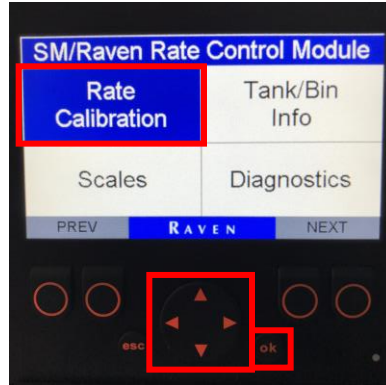 SM/Raven Rate Control Module
Rate Calibration
Tank/Bin Info
Scales
Diagnostics
PREV
RAVEN
NEXT
esc
ok